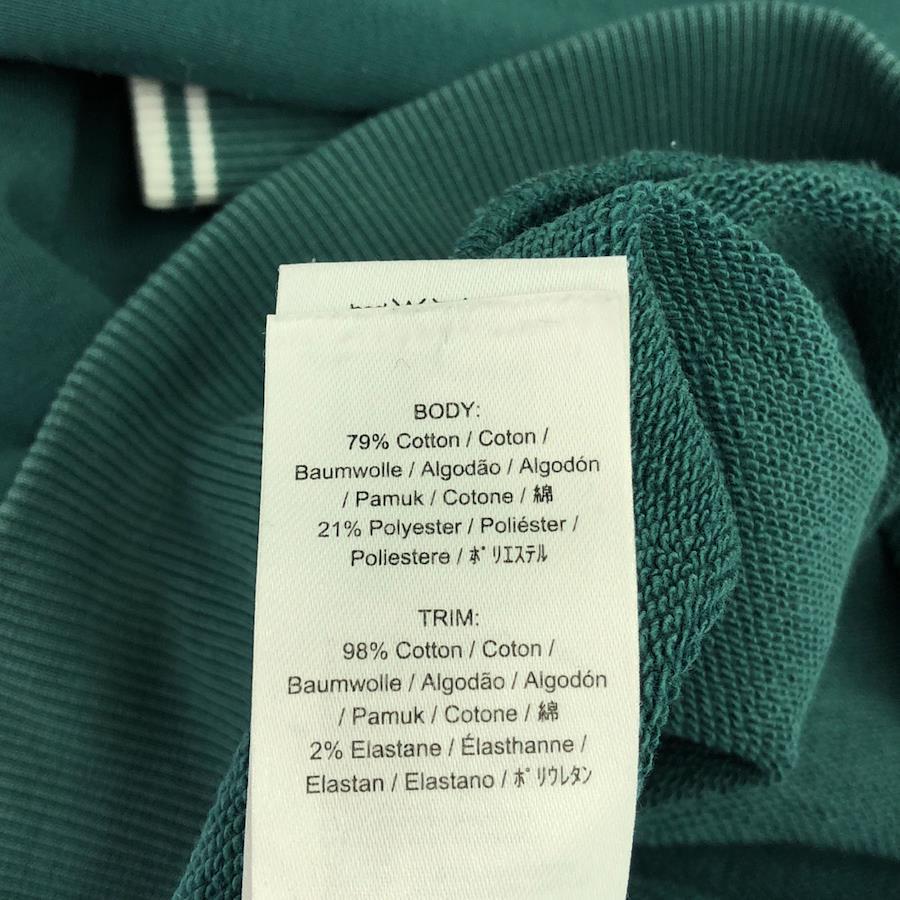 BODY:
79% Cotton / Coton /
Baumwolle / Algodão / Algodón
/ Pamuk / Cotone / 綿
21% Polyester / Poliéster /
Poliestere / ﾎﾟﾘｴｽﾃﾙ
TRIM:
98% Cotton / Coton /
Baumwolle / Algodão / Algodón
/ Pamuk / Cotone / 綿
2% Elastane / Élasthanne /
Elastan / Elastano / ﾎﾟﾘｳﾚﾀﾝ